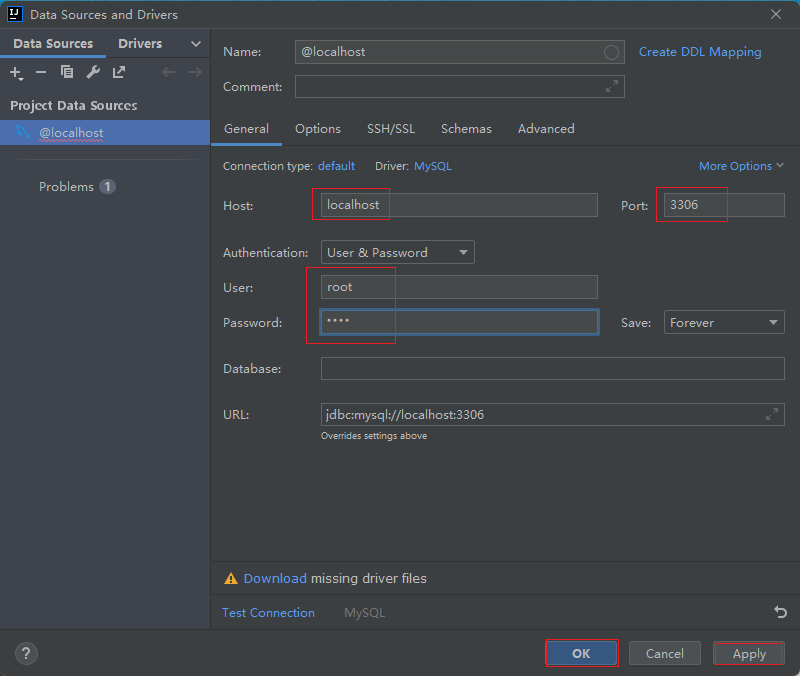 Data Sources and Drivers
Data Sources Drivers
Project Data Sources
@localhost
Problems 1
Name: @localhost Create DDL Mapping
Comment:
General Options SSH/SSL Schemas Advanced
Connection type: default Driver: MySQL More Options
Host: localhost Port: 3306
Authentication: User & Password
User: root
Password: •••• Save: Forever
Database:
URL: jdbc:mysql://localhost:3306
Overrides settings above
Download missing driver files
Test Connection MySQL
? OK Cancel Apply